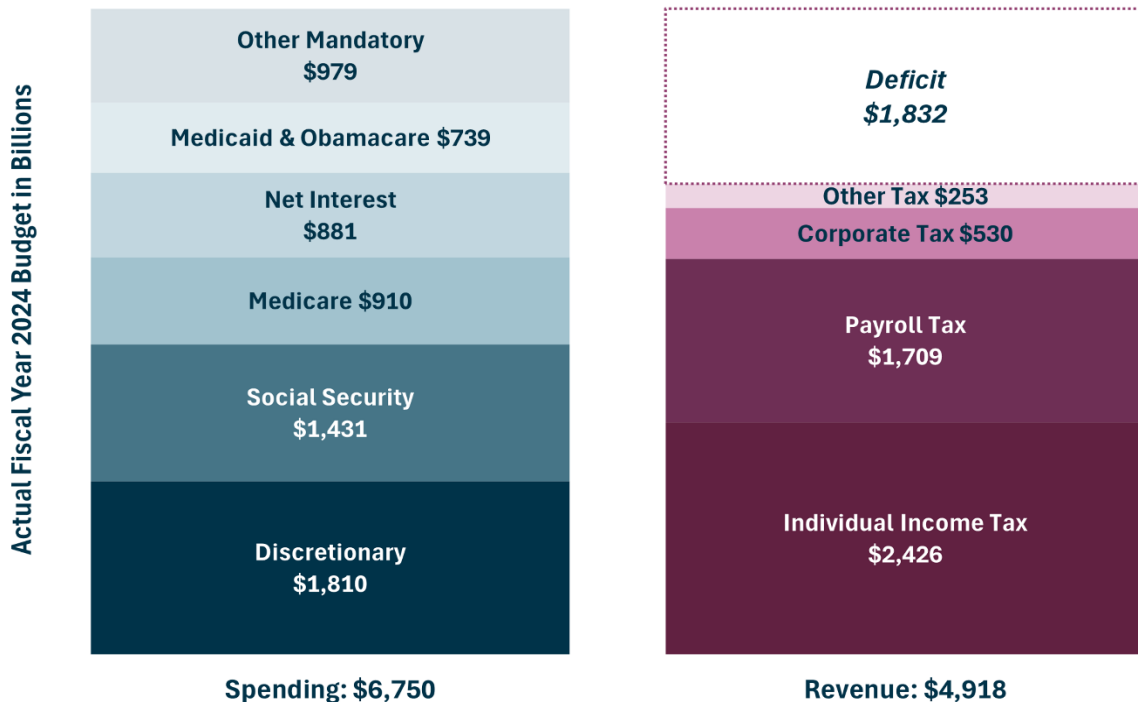 Actual Fiscal Year 2024 Budget in Billions
Other Mandatory
$979
Medicaid & Obamacare $739
Net Interest
$881
Medicare $910
Social Security
$1,431
Discretionary
$1,810
Spending: $6,750
Deficit
$1,832
Other Tax $253
Corporate Tax $530
Payroll Tax
$1,709
Individual Income Tax
$2,426
Revenue: $4,918